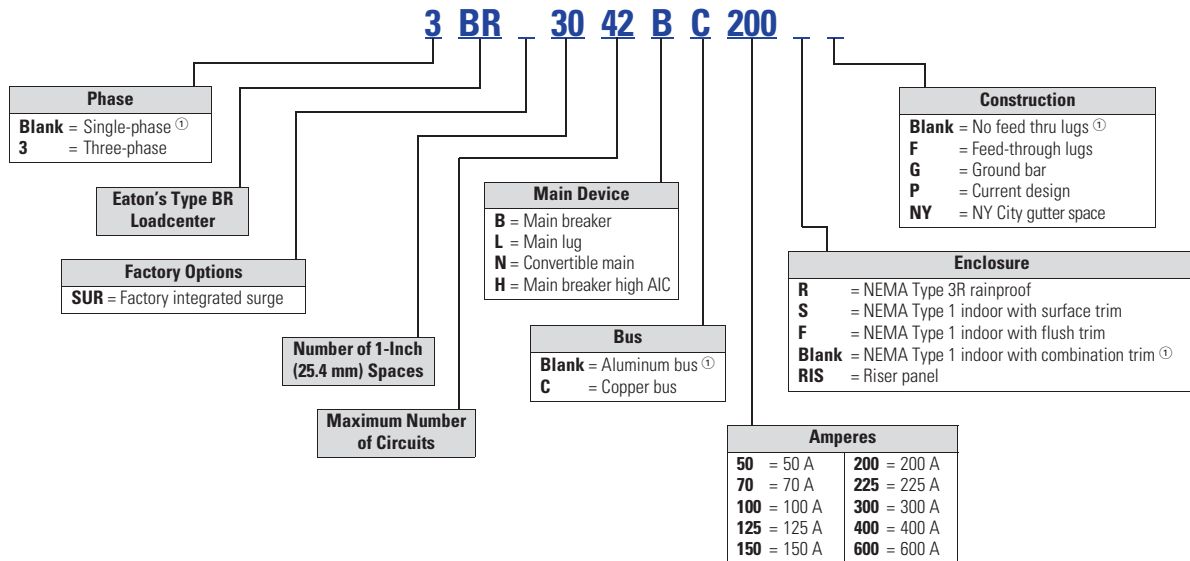 3 BR _ 30 42 B C 200 _ _
Phase
Blank = Single-phase ①
3 = Three-phase
Eaton's Type BR
Loadcenter
Factory Options
SUR = Factory integrated surge
Number of 1-Inch
(25.4 mm) Spaces
Maximum Number
of Circuits
Main Device
B = Main breaker
L = Main lug
N = Convertible main
H = Main breaker high AIC
Bus
Blank = Aluminum bus ①
C = Copper bus
Construction
Blank = No feed thru lugs ①
F = Feed-through lugs
G = Ground bar
P = Current design
NY = NY City gutter space
Enclosure
R = NEMA Type 3R rainproof
S = NEMA Type 1 indoor with surface trim
F = NEMA Type 1 indoor with flush trim
Blank = NEMA Type 1 indoor with combination trim ①
RIS = Riser panel
Amperes
50 = 50 A 200 = 200 A
70 = 70 A 225 = 225 A
100 = 100 A 300 = 300 A
125 = 125 A 400 = 400 A
150 = 150 A 600 = 600 A